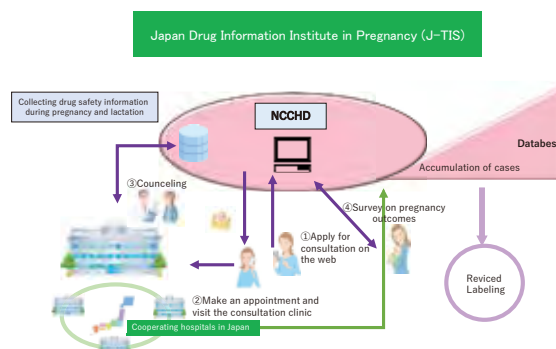 Japan Drug Information Institute in Pregnancy (J-TIS)
Collecting drug safety information
during pregnancy and lactation
NCCHD
Databes
Accumulation of cases
③Counceling
④Survey on pregnancy
outcomes
①Apply for
consultation on
the web
②Make an appointment and
visit the consultation clinic
Reviced
Labeling
Cooperating hospitals in Japan